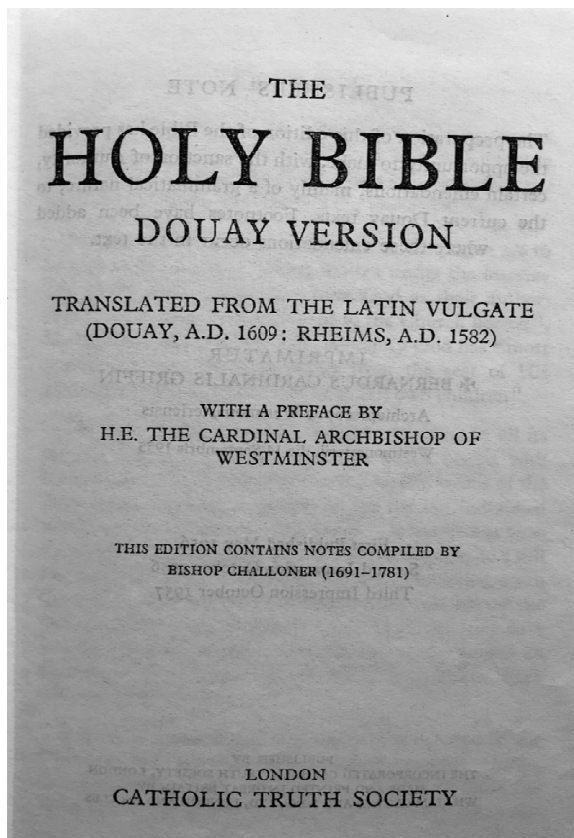 THE
HOLY BIBLE
DOUAY VERSION
TRANSLATED FROM THE LATIN VULGATE
(DOUAY, A.D. 1609: RHEIMS, A.D. 1582)
WITH A PREFACE BY
H.E. THE CARDINAL ARCHBISHOP OF
WESTMINSTER
THIS EDITION CONTAINS NOTES COMPILED BY
BISHOP CHALLONER (1691–1781)
LONDON
CATHOLIC TRUTH SOCIETY